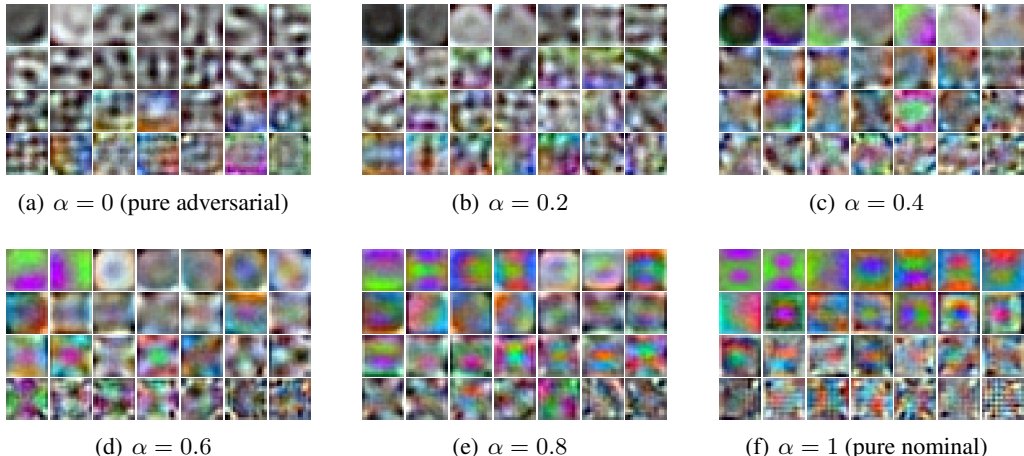 (a) α = 0 (pure adversarial)
(b) α = 0.2
(c) α = 0.4
(d) α = 0.6
(e) α = 0.8
(f) α = 1 (pure nominal)